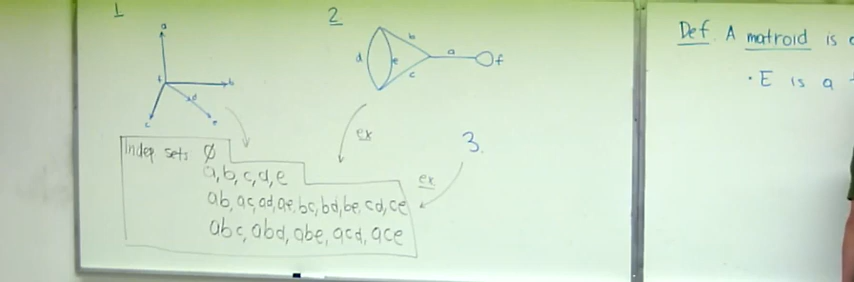 1
a
f
b
d
c
e
2
b
d
e
a
f
c
ex
3.
ex
Indep sets ∅
a, b, c, d, e
ab, ac, ad, ae, bc, bd, be, cd, ce
abc, abd, abe, acd, ace
Def. A matroid is
· E is a